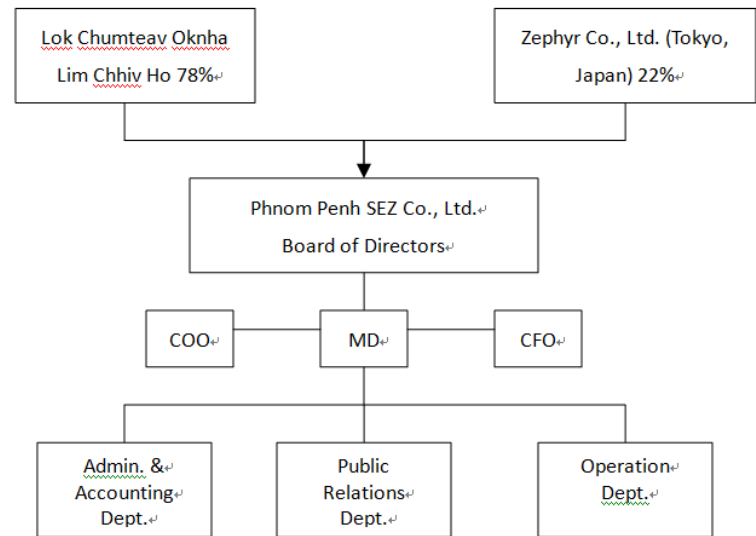 Lok Chumteav Oknha
Lim Chhiv Ho 78%
Zephyr Co., Ltd. (Tokyo,
Japan) 22%
Phnom Penh SEZ Co., Ltd.
Board of Directors
COO
MD
CFO
Admin. &
Accounting
Dept.
Public
Relations
Dept.
Operation
Dept.